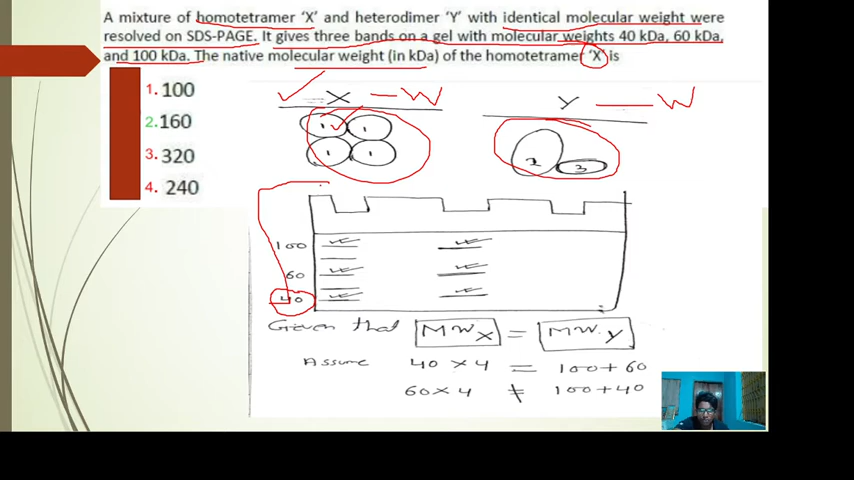 A mixture of homotetramer ‘X’ and heterodimer ‘Y’ with identical molecular weight were
resolved on SDS-PAGE. It gives three bands on a gel with molecular weights 40 kDa, 60 kDa,
and 100 kDa. The native molecular weight (in kDa) of the homotetramer ‘X’ is
1. 100
2. 160
3. 320
4. 240
X — W
Y — W
1 1
1 1
2 3
100
60
40
Given that MWX = MW.Y
Assume 40 × 4 = 100 + 60
60 × 4 ≠ 100 + 40